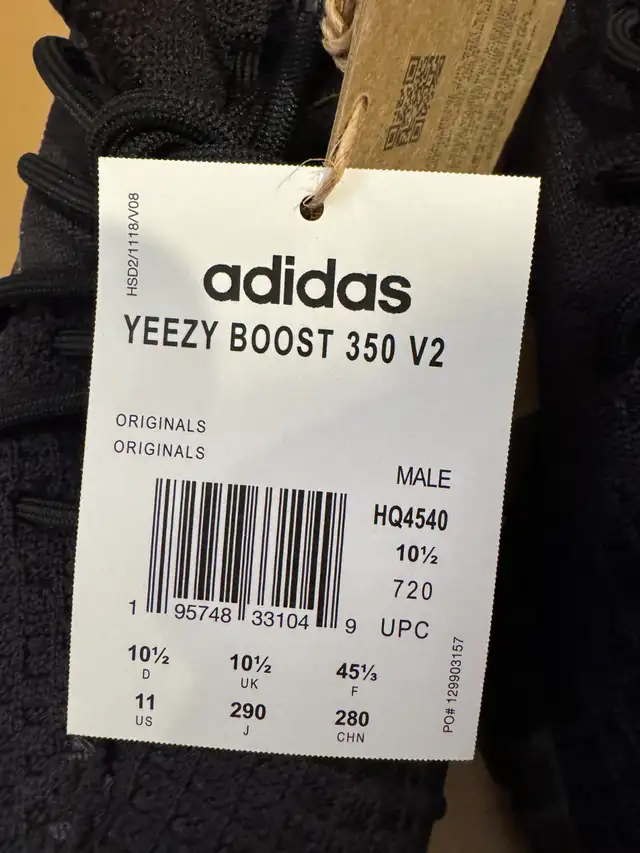 HSD2/1118/V08
adidas
YEEZY BOOST 350 V2
ORIGINALS
ORIGINALS
MALE
HQ4540
10½
720
UPC
1 95748 33104 9
10½ 10½ 45⅓
D UK F
11 290 280
US J CHN
PO# 129903157